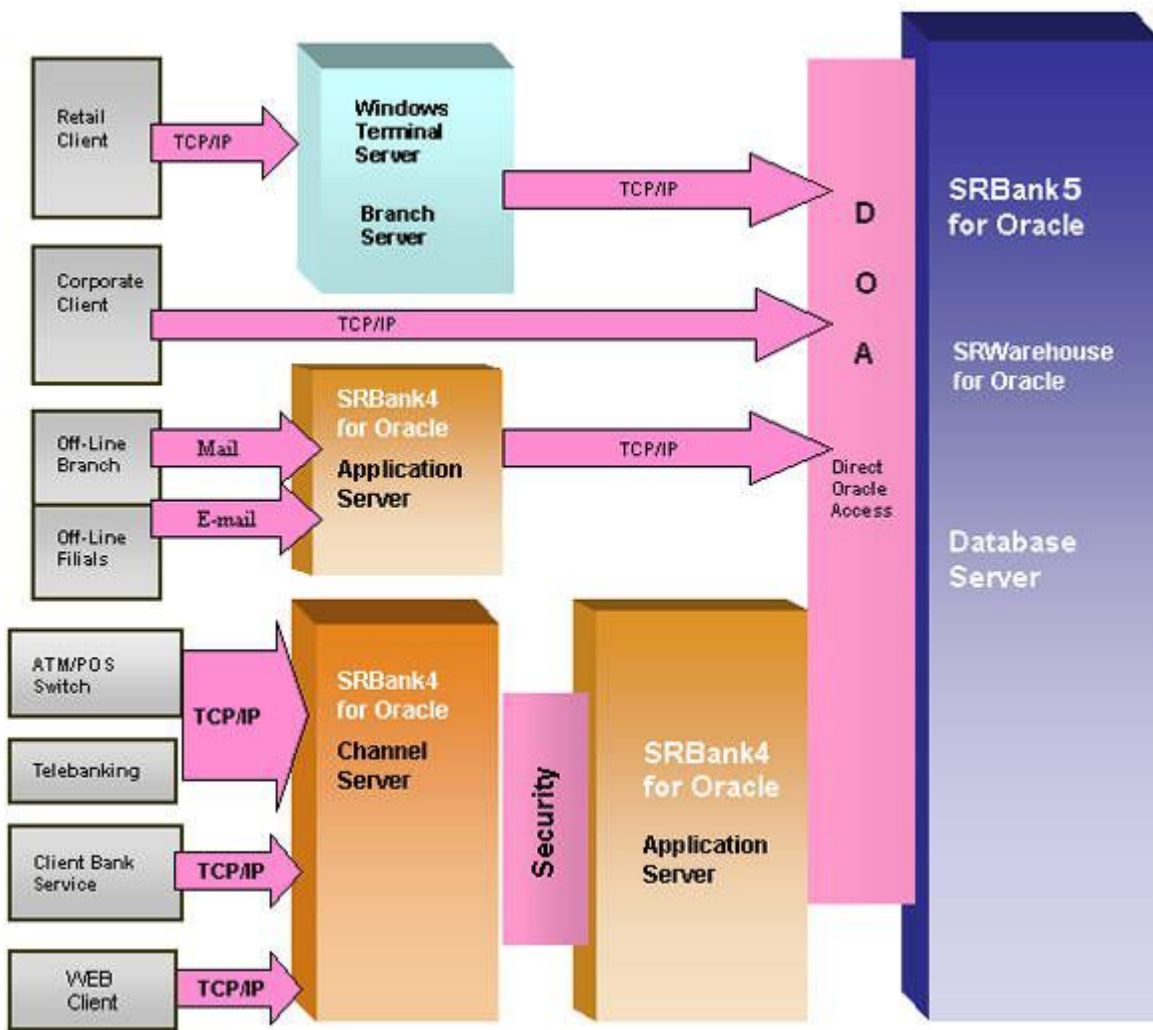 Retail
Client
TCP/IP
Windows
Terminal
Server
Branch
Server
TCP/IP
Corporate
Client
TCP/IP
Off-Line
Branch
Mail
Off-Line
Filials
E-mail
SRBank4
for Oracle
Application
Server
TCP/IP
D
O
A
Direct
Oracle
Access
SRBank5
for Oracle
SRWarehouse
for Oracle
Database
Server
ATM/POS
Switch
Telebanking
TCP/IP
Client Bank
Service
TCP/IP
WEB
Client
TCP/IP
SRBank4
for Oracle
Channel
Server
Security
SRBank4
for Oracle
Application
Server